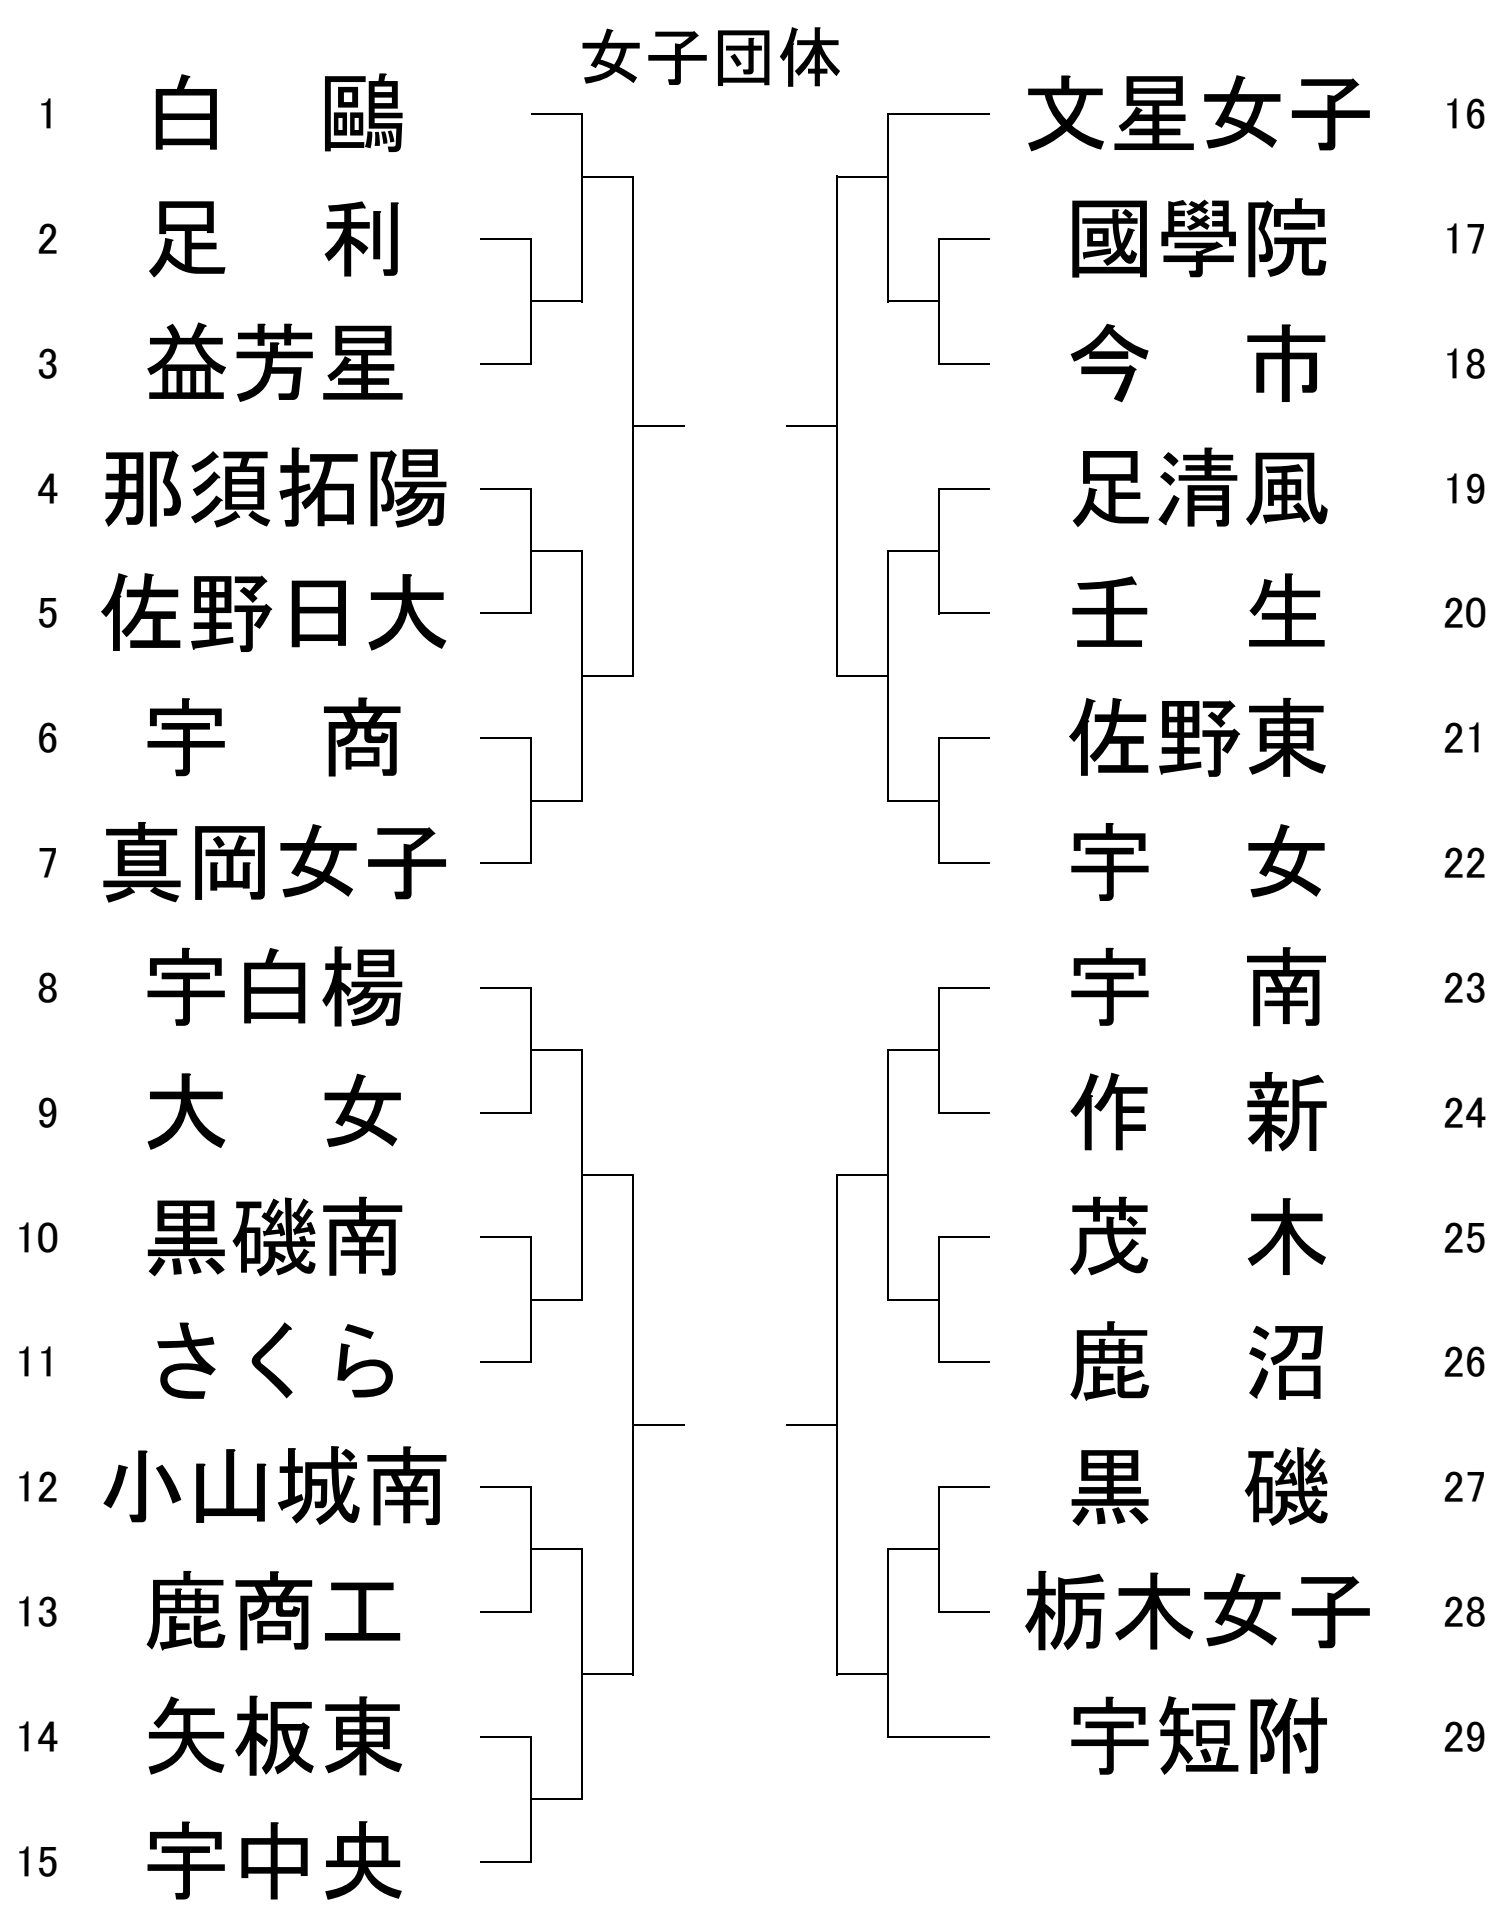 女子団体
1 白鷗
2 足利
3 益芳星
4 那須拓陽
5 佐野日大
6 宇商
7 真岡女子
8 宇白楊
9 大女
10 黒磯南
11 さくら
12 小山城南
13 鹿商工
14 矢板東
15 宇中央
文星女子 16
國學院 17
今市 18
足清風 19
壬生 20
佐野東 21
宇女 22
宇南 23
作新 24
茂木 25
鹿沼 26
黒磯 27
栃木女子 28
宇短附 29